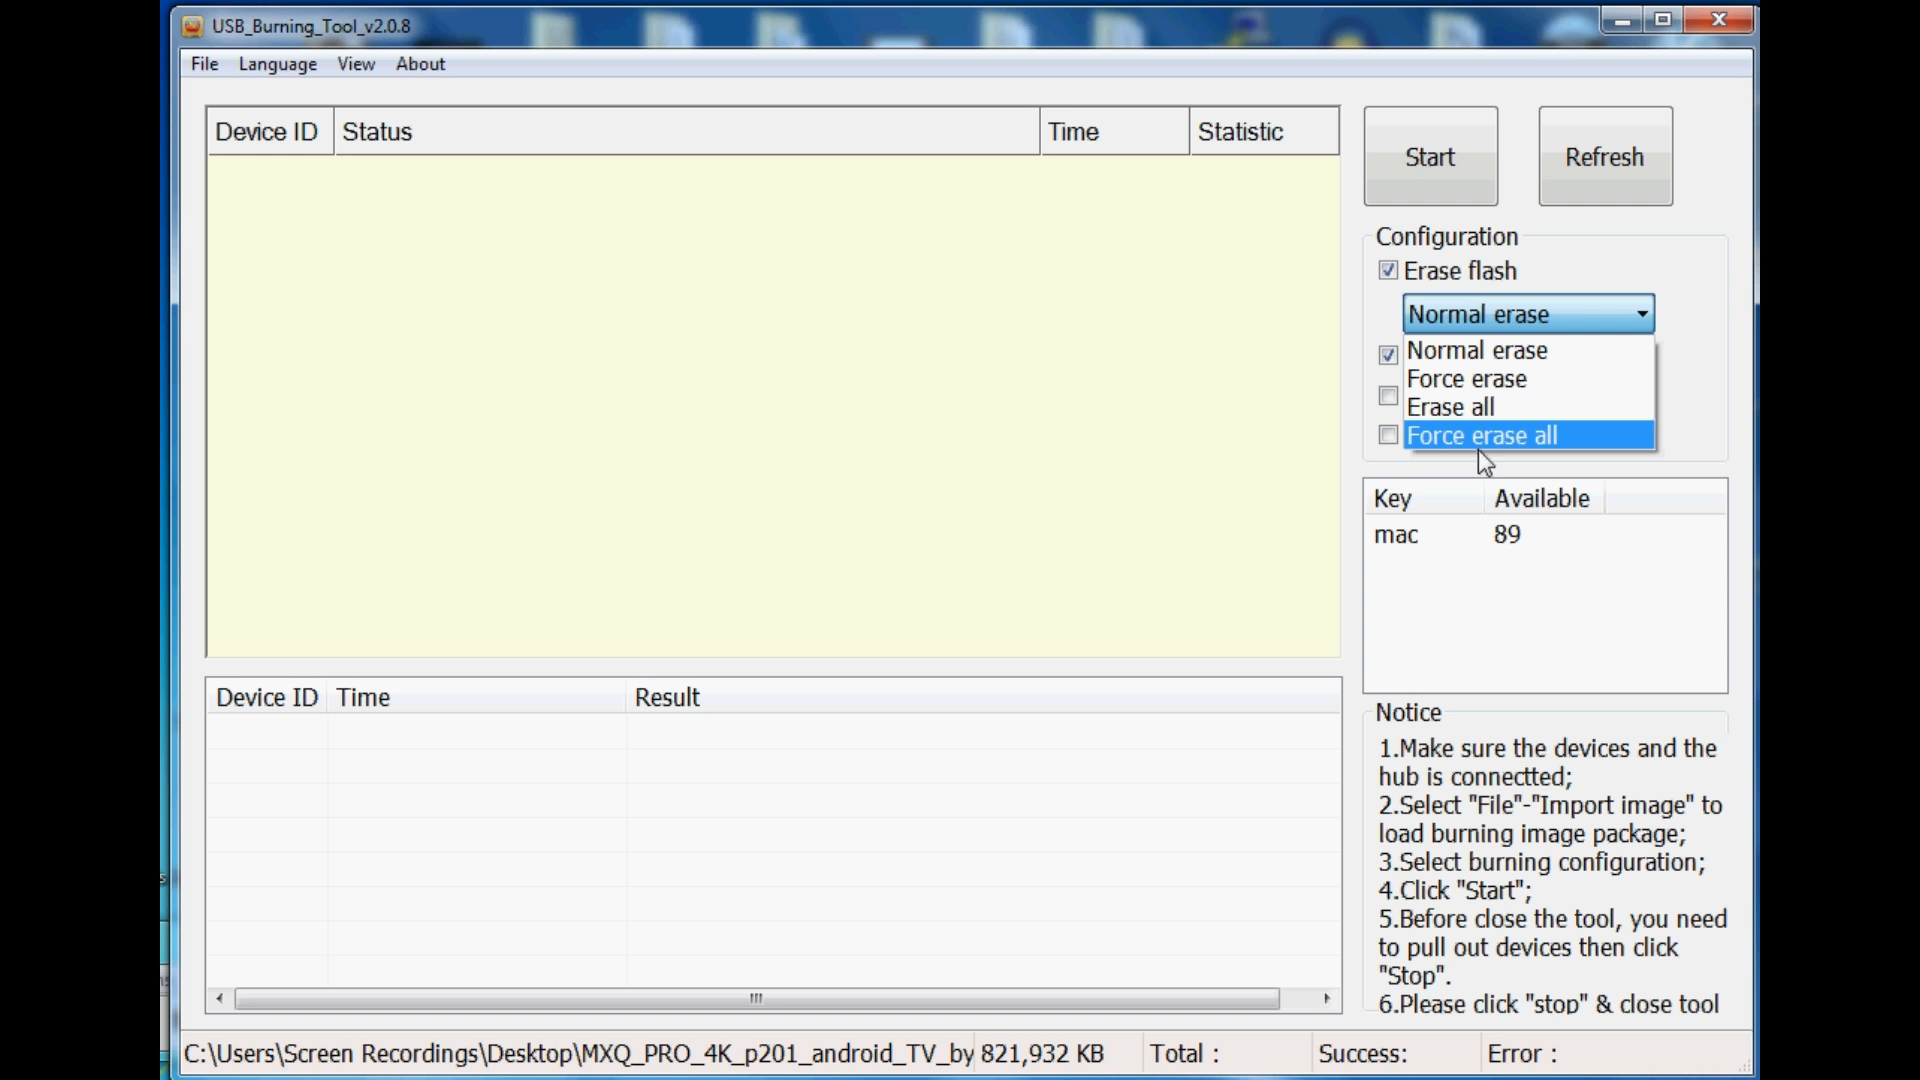 USB_Burning_Tool_v2.0.8
File Language View About
Device ID Status Time Statistic
Start Refresh
Configuration
Erase flash
Normal erase
Normal erase
Force erase
Erase all
Force erase all
Key Available
mac 89
Device ID Time Result
Notice
1.Make sure the devices and the
hub is connectted;
2.Select "File"-"Import image" to
load burning image package;
3.Select burning configuration;
4.Click "Start";
5.Before close the tool, you need
to pull out devices then click
"Stop".
6.Please click "stop" & close tool
C:\Users\Screen Recordings\Desktop\MXQ_PRO_4K_p201_android_TV_by 821,932 KB Total : Success: Error :